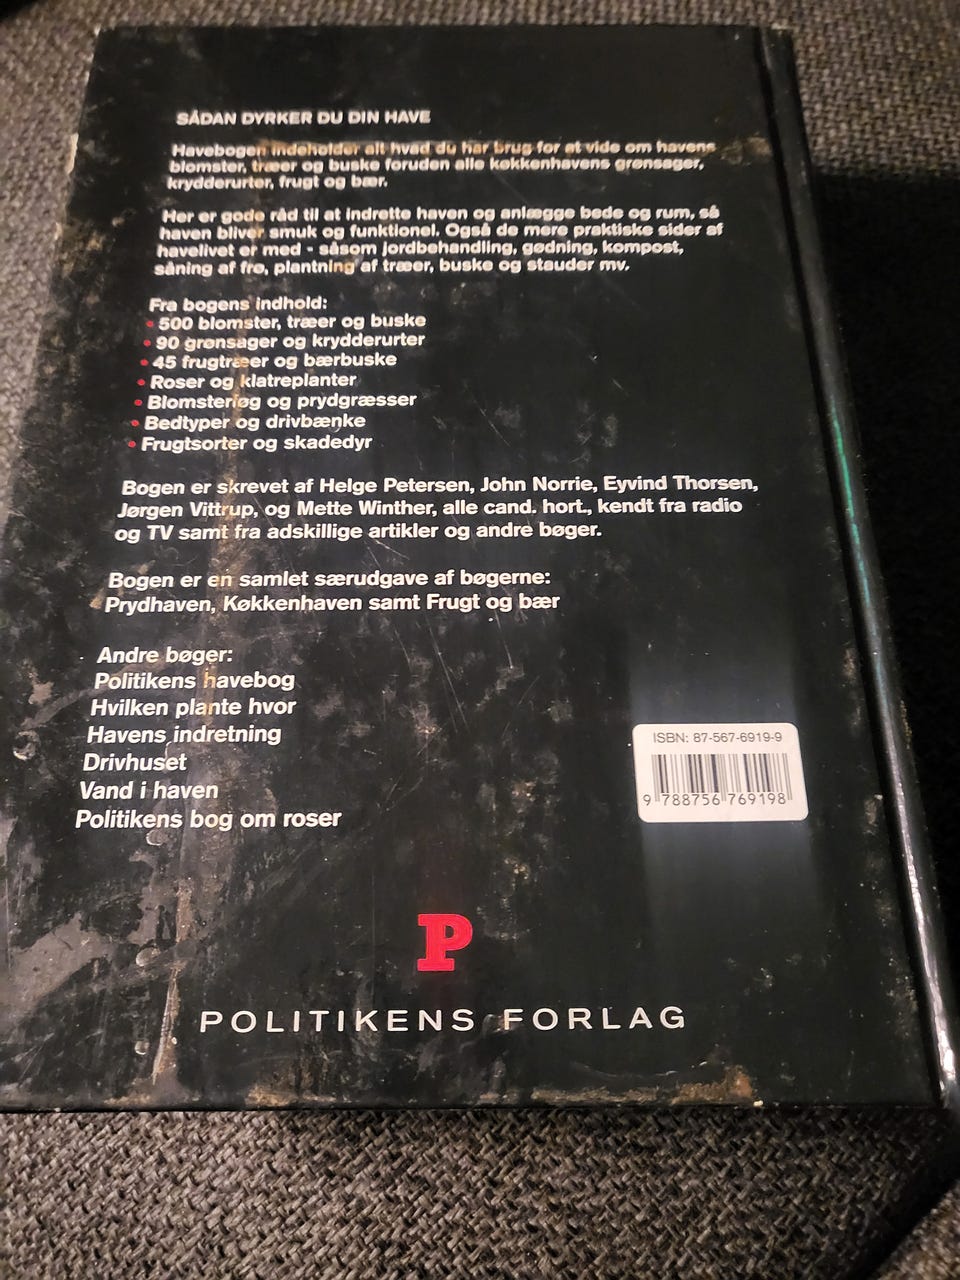 SÅDAN DYRKER DU DIN HAVE
Havebogen indeholder alt hvad du har brug for at vide om havens
blomster, træer og buske foruden alle køkkenhavens grønsager,
krydderurter, frugt og bær.
Her er gode råd til at indrette haven og anlægge bede og rum, så
haven bliver smuk og funktionel. Også de mere praktiske sider af
havelivet er med - såsom jordbehandling, gødning, kompost,
såning af frø, plantning af træer, buske og stauder mv.
Fra bogens indhold:
• 500 blomster, træer og buske
• 90 grønsager og krydderurter
• 45 frugttræer og bærbuske
• Roser og klatreplanter
• Blomsterløg og prydgræsser
• Bedtyper og drivbænke
• Frugtsorter og skadedyr
Bogen er skrevet af Helge Petersen, John Norrie, Eyvind Thorsen,
Jørgen Vittrup, og Mette Winther, alle cand. hort., kendt fra radio
og TV samt fra adskillige artikler og andre bøger.
Bogen er en samlet særudgave af bøgerne:
Prydhaven, Køkkenhaven samt Frugt og bær
Andre bøger:
Politikens havebog
Hvilken plante hvor
Havens indretning
Drivhuset
Vand i haven
Politikens bog om roser
ISBN: 87-567-6919-9
9 788756 769198
P
POLITIKENS FORLAG